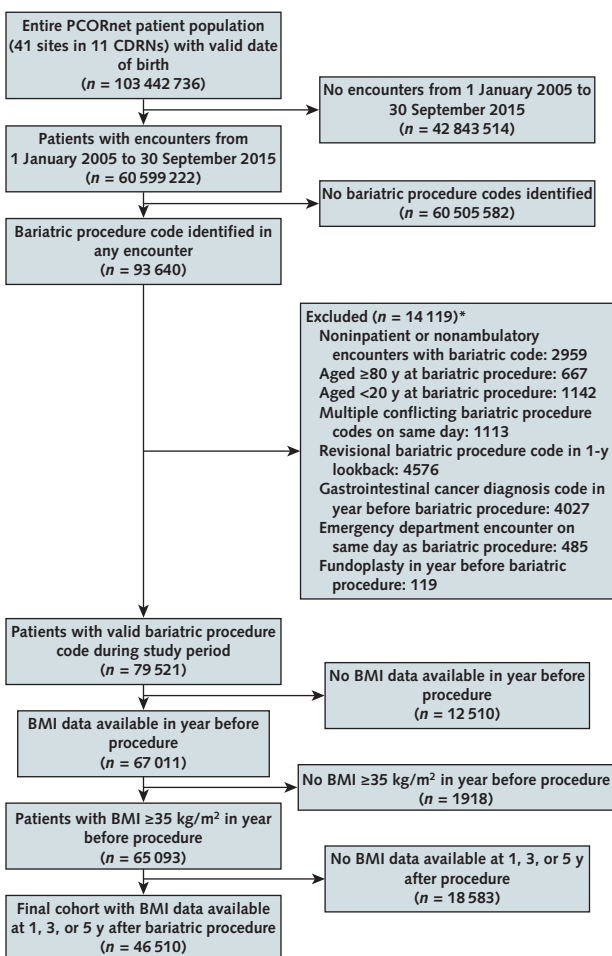 Entire PCORnet patient population
(41 sites in 11 CDRNs) with valid date
of birth
(n = 103 442 736)
No encounters from 1 January 2005 to
30 September 2015
(n = 42 843 514)
Patients with encounters from
1 January 2005 to 30 September 2015
(n = 60 599 222)
No bariatric procedure codes identified
(n = 60 505 582)
Bariatric procedure code identified in
any encounter
(n = 93 640)
Excluded (n = 14 119)*
Noninpatient or nonambulatory
encounters with bariatric code: 2959
Aged ≥80 y at bariatric procedure: 667
Aged <20 y at bariatric procedure: 1142
Multiple conflicting bariatric procedure
codes on same day: 1113
Revisional bariatric procedure code in 1-y
lookback: 4576
Gastrointestinal cancer diagnosis code in
year before bariatric procedure: 4027
Emergency department encounter on
same day as bariatric procedure: 485
Fundoplasty in year before bariatric
procedure: 119
Patients with valid bariatric procedure
code during study period
(n = 79 521)
No BMI data available in year before
procedure
(n = 12 510)
BMI data available in year before
procedure
(n = 67 011)
No BMI ≥35 kg/m² in year before procedure
(n = 1918)
Patients with BMI ≥35 kg/m² in year
before procedure
(n = 65 093)
No BMI data available at 1, 3, or 5 y
after procedure
(n = 18 583)
Final cohort with BMI data available
at 1, 3, or 5 y after bariatric procedure
(n = 46 510)